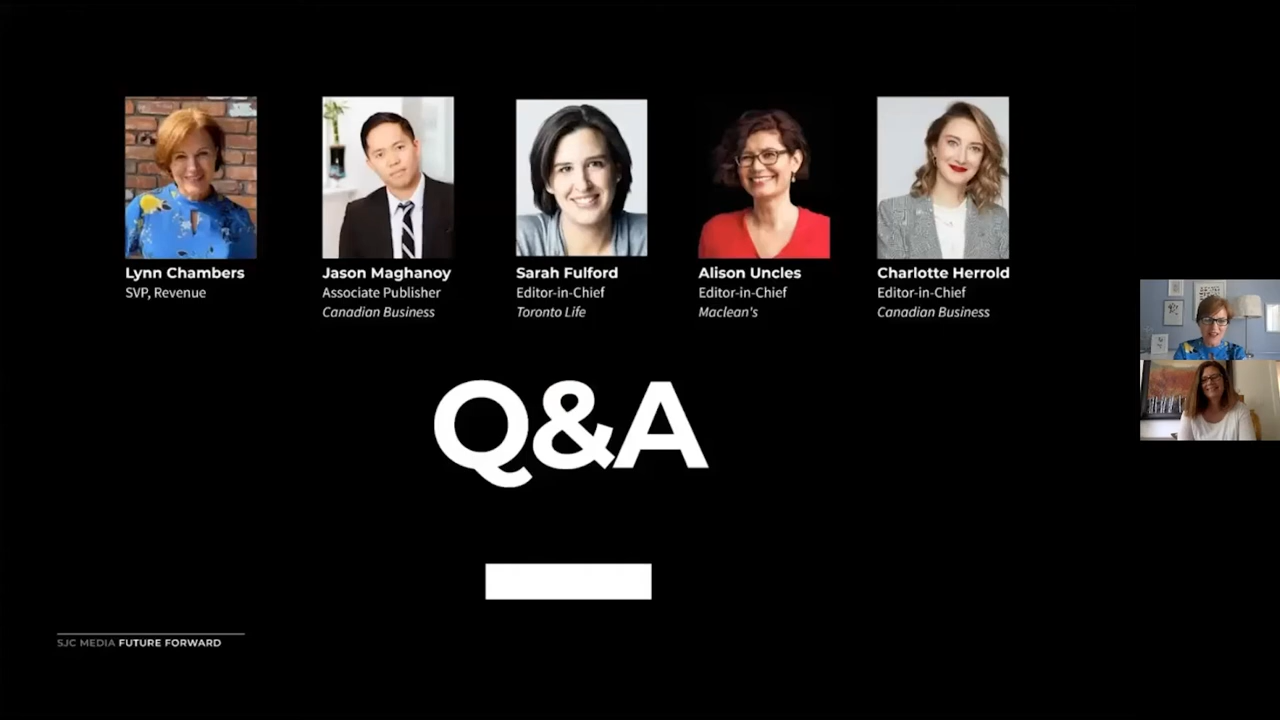 Lynn Chambers
SVP, Revenue
Jason Maghanoy
Associate Publisher
Canadian Business
Sarah Fulford
Editor-in-Chief
Toronto Life
Alison Uncles
Editor-in-Chief
Maclean's
Charlotte Herrold
Editor-in-Chief
Canadian Business
Q&A
SJC MEDIA FUTURE FORWARD